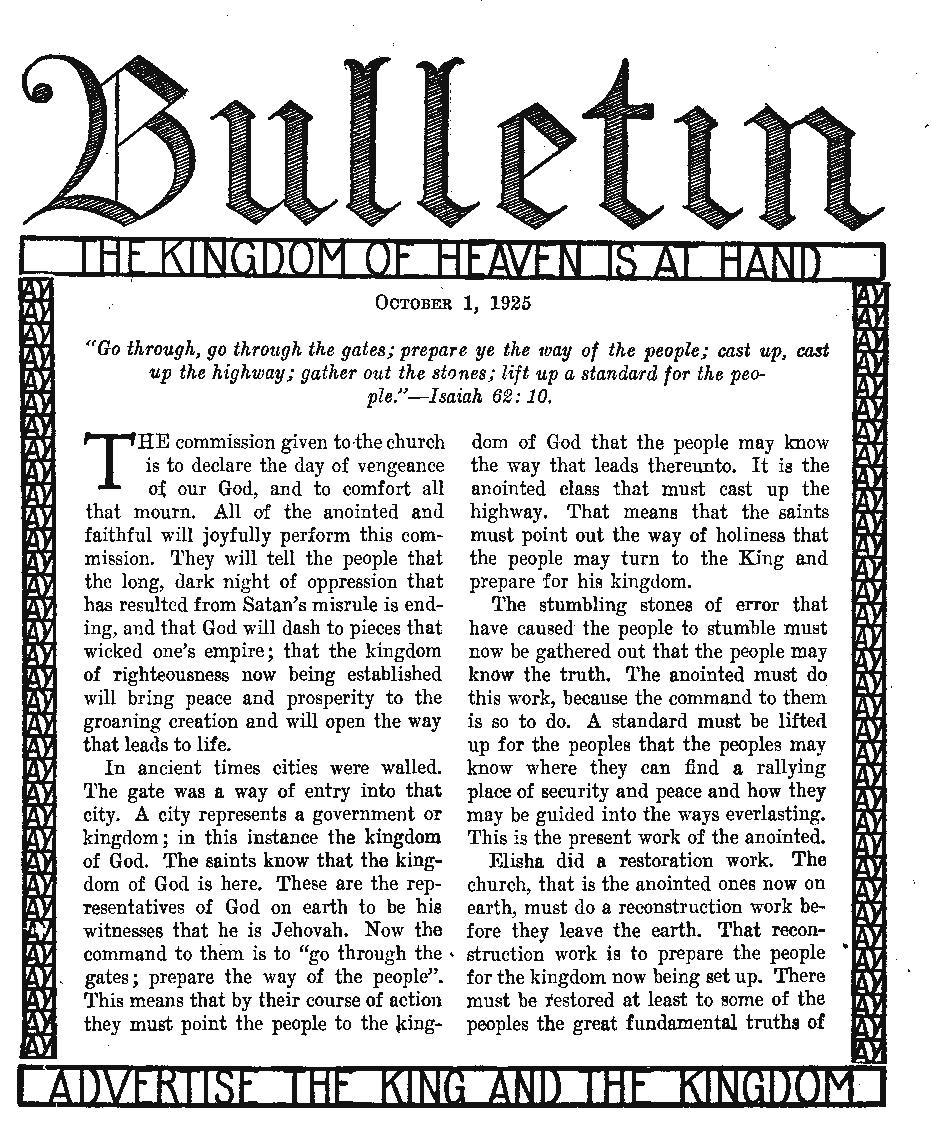 Bulletin
THE KINGDOM OF HEAVEN IS AT HAND
OCTOBER 1, 1925
"Go through, go through the gates; prepare ye the way of the people; cast up, cast
up the highway; gather out the stones; lift up a standard for the peo-
ple."—Isaiah 62: 10.
THE commission given to the church
is to declare the day of vengeance
of our God, and to comfort all
that mourn. All of the anointed and
faithful will joyfully perform this com-
mission. They will tell the people that
the long, dark night of oppression that
has resulted from Satan's misrule is end-
ing, and that God will dash to pieces that
wicked one's empire; that the kingdom
of righteousness now being established
will bring peace and prosperity to the
groaning creation and will open the way
that leads to life.
In ancient times cities were walled.
The gate was a way of entry into that
city. A city represents a government or
kingdom; in this instance the kingdom
of God. The saints know that the king-
dom of God is here. These are the rep-
resentatives of God on earth to be his
witnesses that he is Jehovah. Now the
command to them is to "go through the
gates; prepare the way of the people".
This means that by their course of action
they must point the people to the king-
dom of God that the people may know
the way that leads thereunto. It is the
anointed class that must cast up the
highway. That means that the saints
must point out the way of holiness that
the people may turn to the King and
prepare for his kingdom.
The stumbling stones of error that
have caused the people to stumble must
now be gathered out that the people may
know the truth. The anointed must do
this work, because the command to them
is so to do. A standard must be lifted
up for the peoples that the peoples may
know where they can find a rallying
place of security and peace and how they
may be guided into the ways everlasting.
This is the present work of the anointed.
Elisha did a restoration work. The
church, that is the anointed ones now on
earth, must do a reconstruction work be-
fore they leave the earth. That recon-
struction work is to prepare the people
for the kingdom now being set up. There
must be restored at least to some of the
peoples the great fundamental truths of
ADVERTISE THE KING AND THE KINGDOM